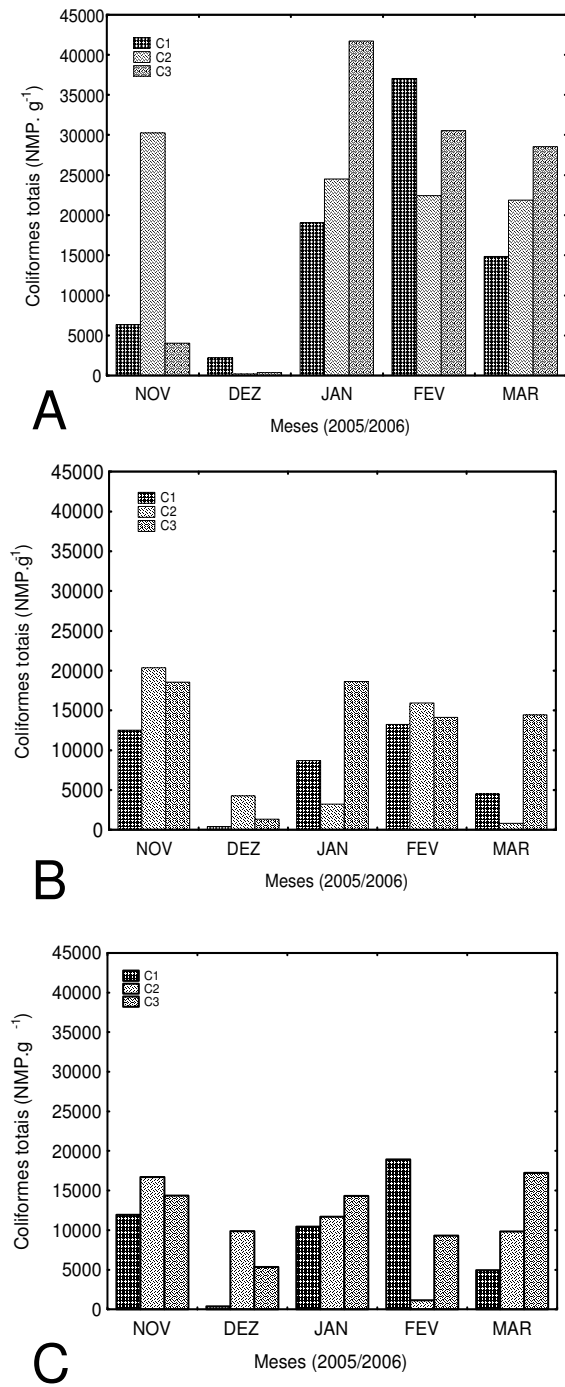 45000
40000
35000
30000
25000
20000
15000
10000
5000
0
Coliformes totais (NMP. g-1)
C1
C2
C3
NOV DEZ JAN FEV MAR
Meses (2005/2006)
A
45000
40000
35000
30000
25000
20000
15000
10000
5000
0
Coliformes totais (NMP.g-1)
C1
C2
C3
NOV DEZ JAN FEV MAR
Meses (2005/2006)
B
45000
40000
35000
30000
25000
20000
15000
10000
5000
0
Coliformes totais (NMP.g -1)
C1
C2
C3
NOV DEZ JAN FEV MAR
Meses (2005/2006)
C